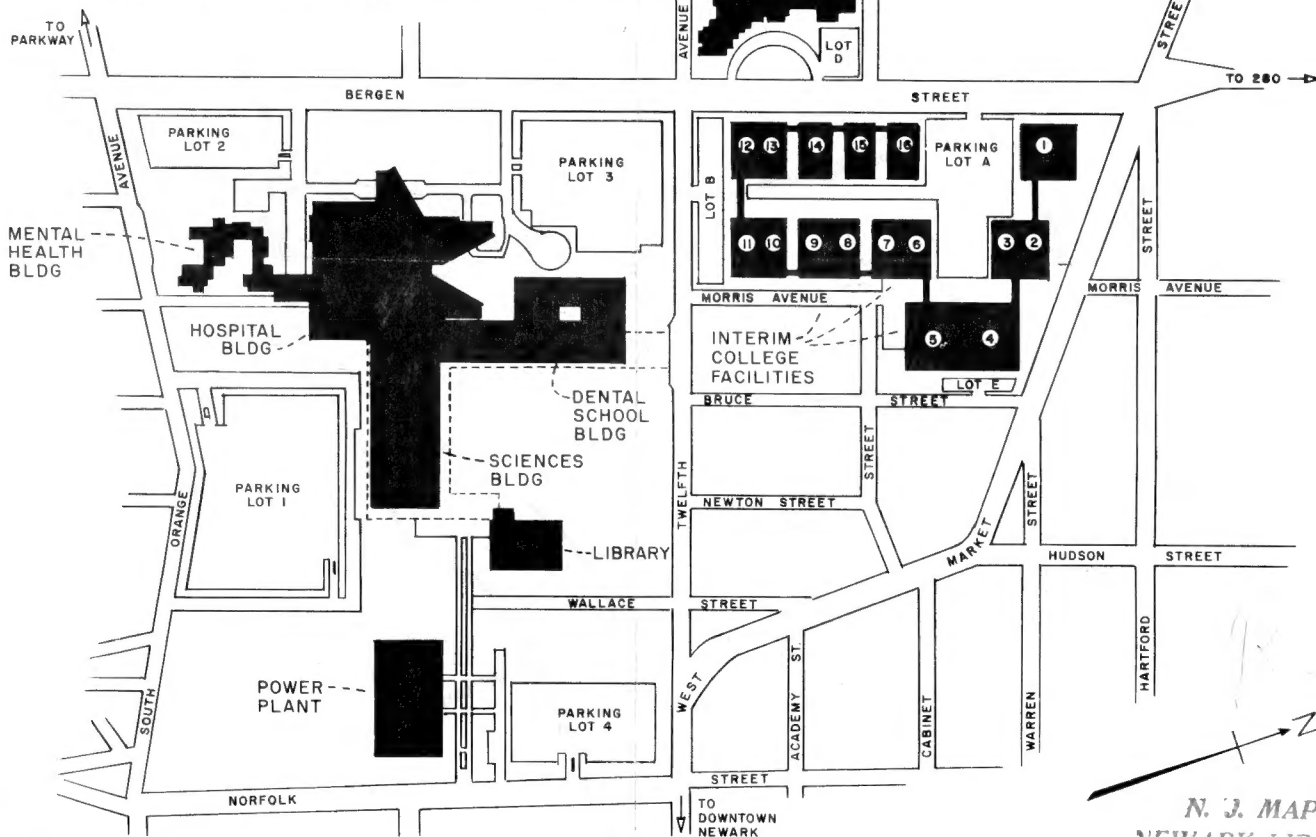 TO
PARKWAY
AVENUE
LOT
D
STREET
TO 280
BERGEN
STREET
PARKING
LOT 2
AVENUE
PARKING
LOT 3
LOT B
12 13 14 15 16
PARKING
LOT A
1
MENTAL
HEALTH
BLDG
11 10 9 8 7 6
3 2
STREET
MORRIS AVENUE
MORRIS AVENUE
HOSPITAL
BLDG
INTERIM
COLLEGE
FACILITIES
5 4
LOT E
DENTAL
SCHOOL
BLDG
BRUCE STREET
SCIENCES
BLDG
STREET
PARKING
LOT 1
ORANGE
TWELFTH
NEWTON STREET
STREET
MARKET
HUDSON STREET
LIBRARY
WALLACE STREET
POWER
PLANT
SOUTH
PARKING
LOT 4
WEST
ACADEMY ST.
CABINET
WARREN
HARTFORD
N
NORFOLK
STREET
TO
DOWNTOWN
NEWARK
N. J. MAP